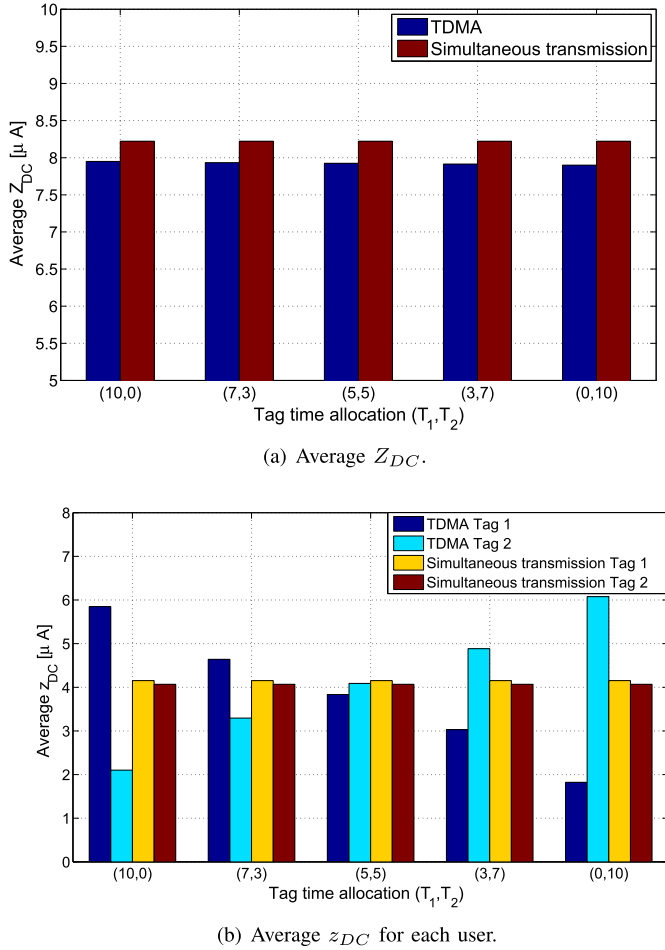 10
9.5
9
8.5
8
7.5
7
6.5
6
5.5
5
Average Z_DC [μ A]
TDMA
Simultaneous transmission
(10,0) (7,3) (5,5) (3,7) (0,10)
Tag time allocation (T_1,T_2)
(a) Average Z_DC.
8
7
6
5
4
3
2
1
0
Average z_DC [μ A]
TDMA Tag 1
TDMA Tag 2
Simultaneous transmission Tag 1
Simultaneous transmission Tag 2
(10,0) (7,3) (5,5) (3,7) (0,10)
Tag time allocation (T_1,T_2)
(b) Average z_DC for each user.